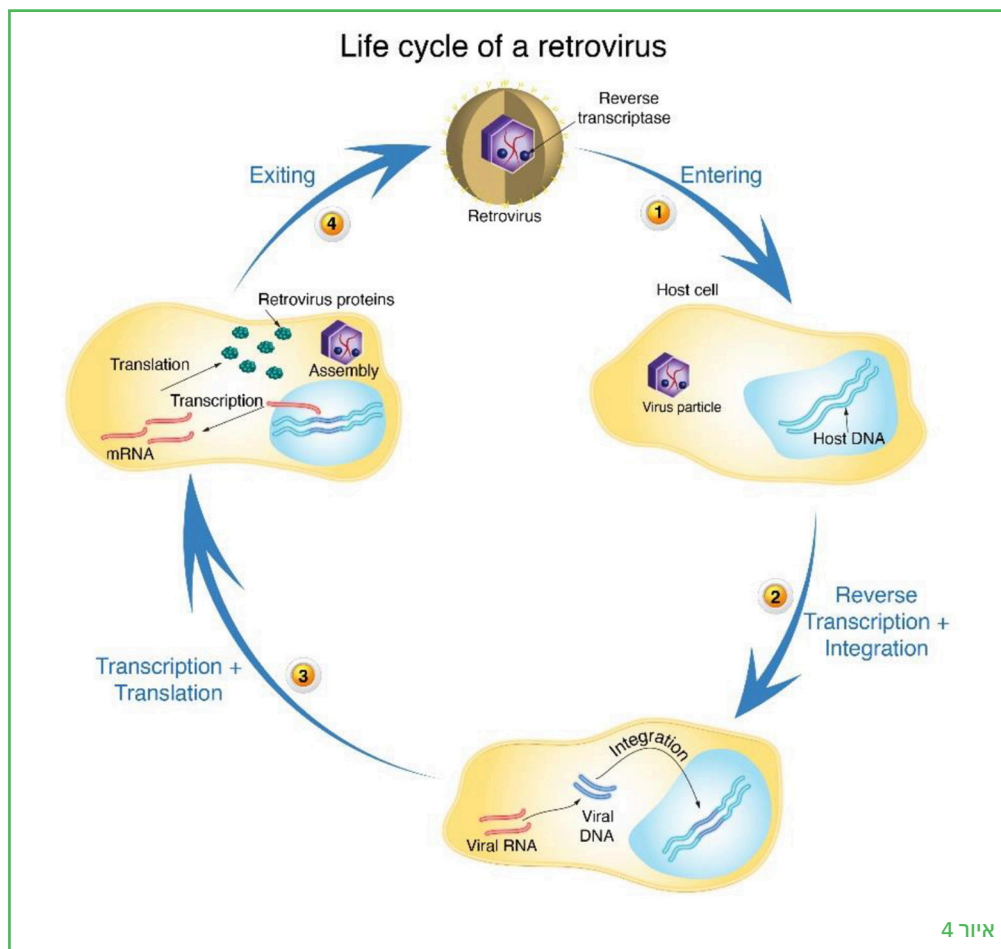 Life cycle of a retrovirus
Reverse
transcriptase
Retrovirus
Entering
1
Host cell
Virus particle
Host DNA
2
Reverse
Transcription +
Integration
Integration
Viral
DNA
Viral RNA
3
Transcription +
Translation
Retrovirus proteins
Translation
Assembly
Transcription
mRNA
4
Exiting
איור 4